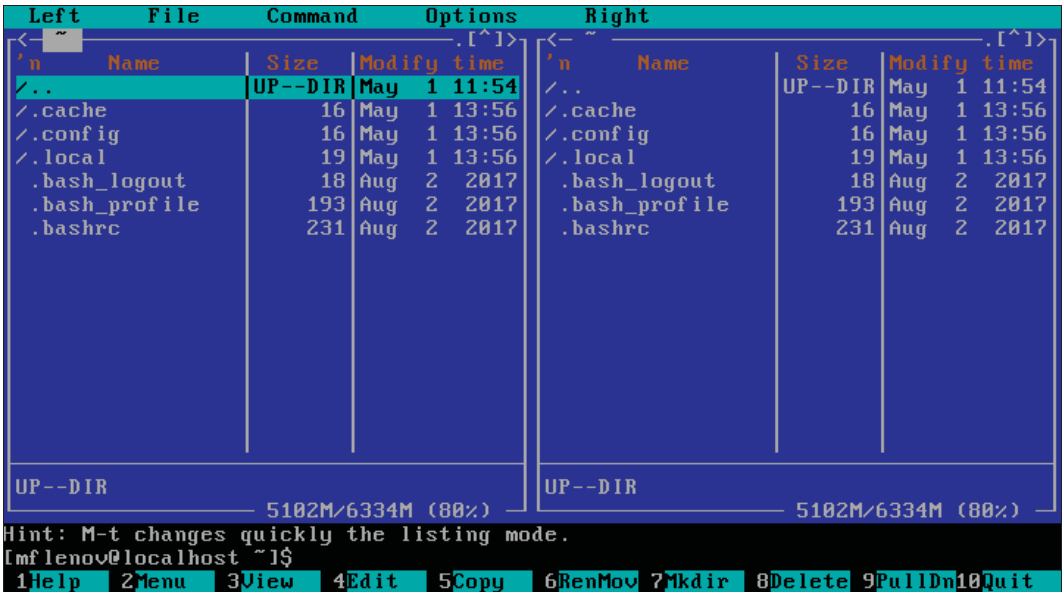 Left File Command Options Right
<─ ~ ─.[^]>┐ ┌<─ ~ ─.[^]>
'n Name │ Size │Modify time 'n Name │ Size │Modify time
/.. │UP--DIR│May 1 11:54 /.. │UP--DIR│May 1 11:54
/.cache │ 16│May 1 13:56 /.cache │ 16│May 1 13:56
/.config │ 16│May 1 13:56 /.config │ 16│May 1 13:56
/.local │ 19│May 1 13:56 /.local │ 19│May 1 13:56
.bash_logout │ 18│Aug 2 2017 .bash_logout │ 18│Aug 2 2017
.bash_profile │ 193│Aug 2 2017 .bash_profile │ 193│Aug 2 2017
.bashrc │ 231│Aug 2 2017 .bashrc │ 231│Aug 2 2017
UP--DIR UP--DIR
5102M/6334M (80%) 5102M/6334M (80%)
Hint: M-t changes quickly the listing mode.
[mflenov@localhost ~]$
1Help 2Menu 3View 4Edit 5Copy 6RenMov 7Mkdir 8Delete 9PullDn 10Quit